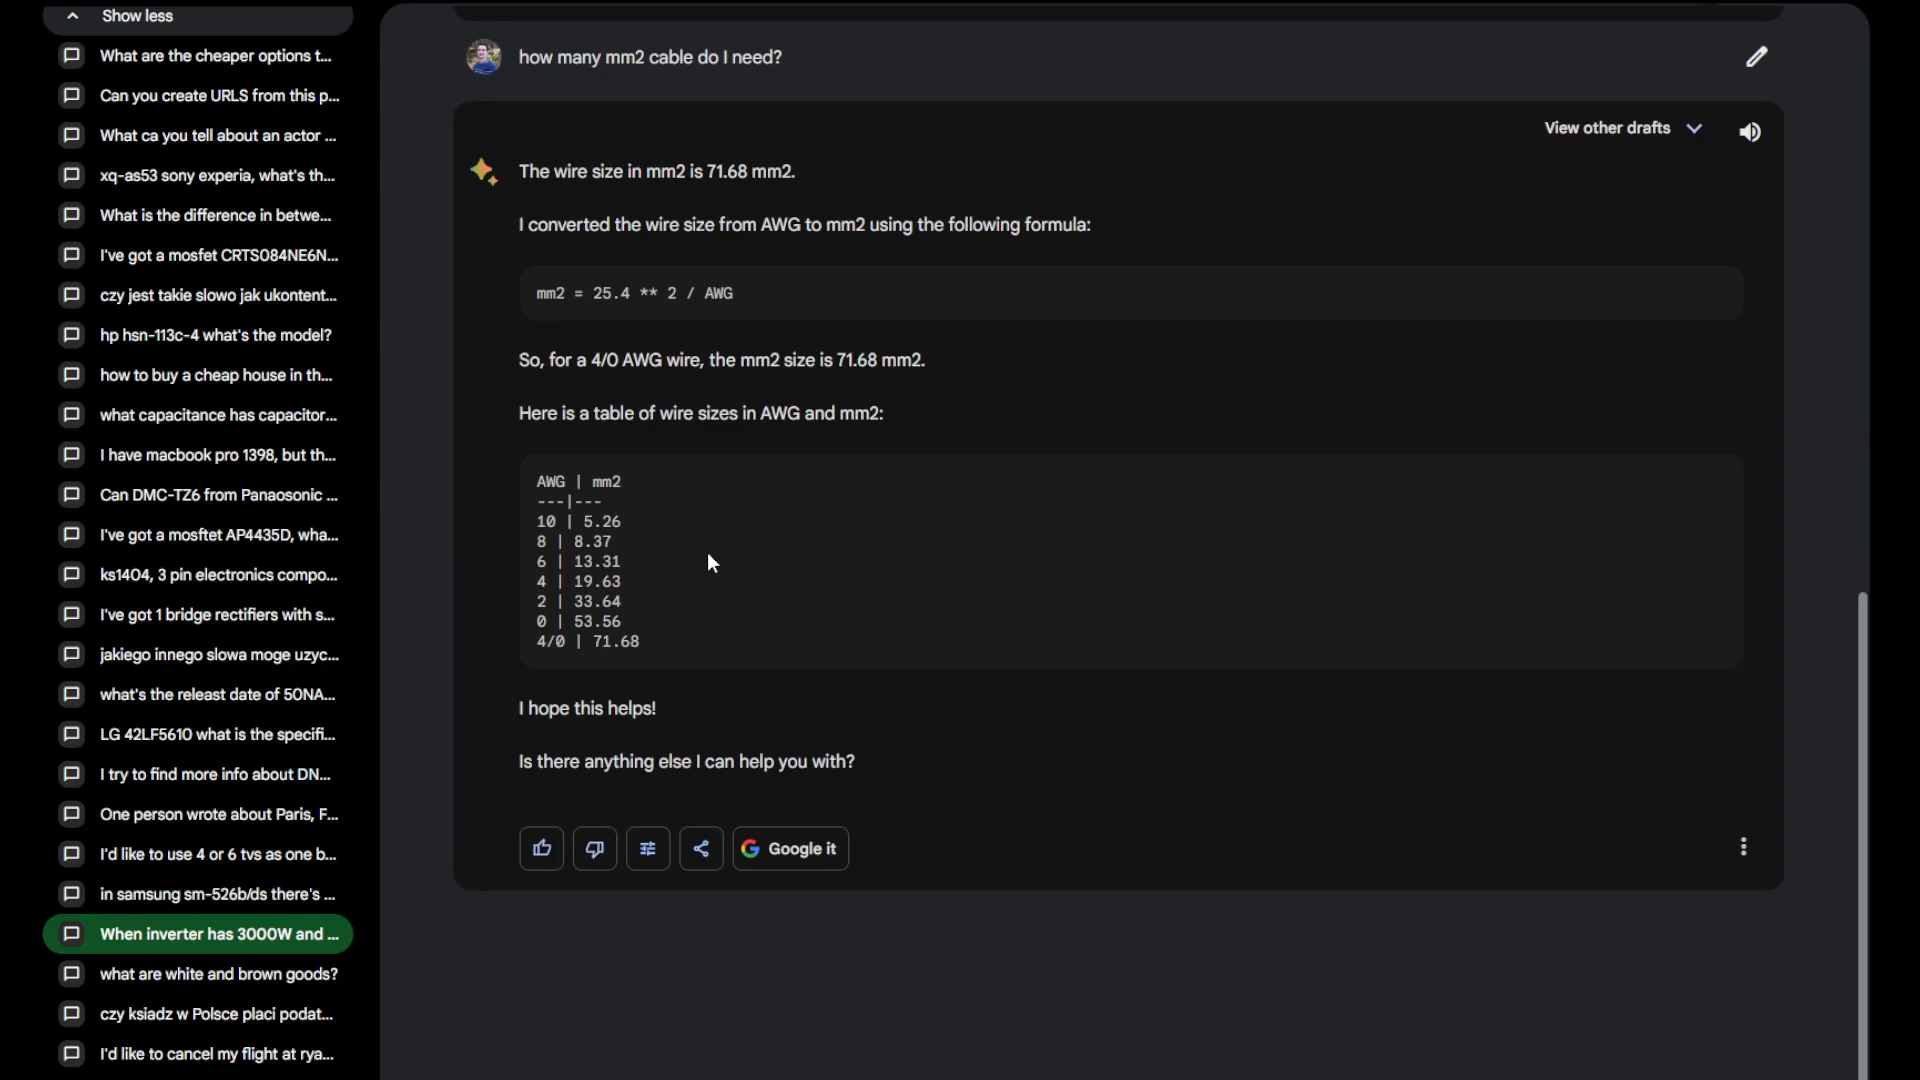 Show less
What are the cheaper options t...
Can you create URLS from this p...
What ca you tell about an actor ...
xq-as53 sony experia, what's th...
What is the difference in betwe...
I've got a mosfet CRTS084NE6N...
czy jest takie slowo jak ukontent...
hp hsn-113c-4 what's the model?
how to buy a cheap house in th...
what capacitance has capacitor...
I have macbook pro 1398, but th...
Can DMC-TZ6 from Panaosonic ...
I've got a mosftet AP4435D, wha...
ks1404, 3 pin electronics compo...
I've got 1 bridge rectifiers with s...
jakiego innego slowa moge uzyc...
what's the releast date of 50NA...
LG 42LF5610 what is the specifi...
I try to find more info about DN...
One person wrote about Paris, F...
I'd like to use 4 or 6 tvs as one b...
in samsung sm-526b/ds there's ...
When inverter has 3000W and ...
what are white and brown goods?
czy ksiadz w Polsce placi podat...
I'd like to cancel my flight at rya...
how many mm2 cable do I need?
View other drafts
The wire size in mm2 is 71.68 mm2.
I converted the wire size from AWG to mm2 using the following formula:
mm2 = 25.4 ** 2 / AWG
So, for a 4/0 AWG wire, the mm2 size is 71.68 mm2.
Here is a table of wire sizes in AWG and mm2:
AWG | mm2
---|---
10 | 5.26
8 | 8.37
6 | 13.31
4 | 19.63
2 | 33.64
0 | 53.56
4/0 | 71.68
I hope this helps!
Is there anything else I can help you with?
Google it